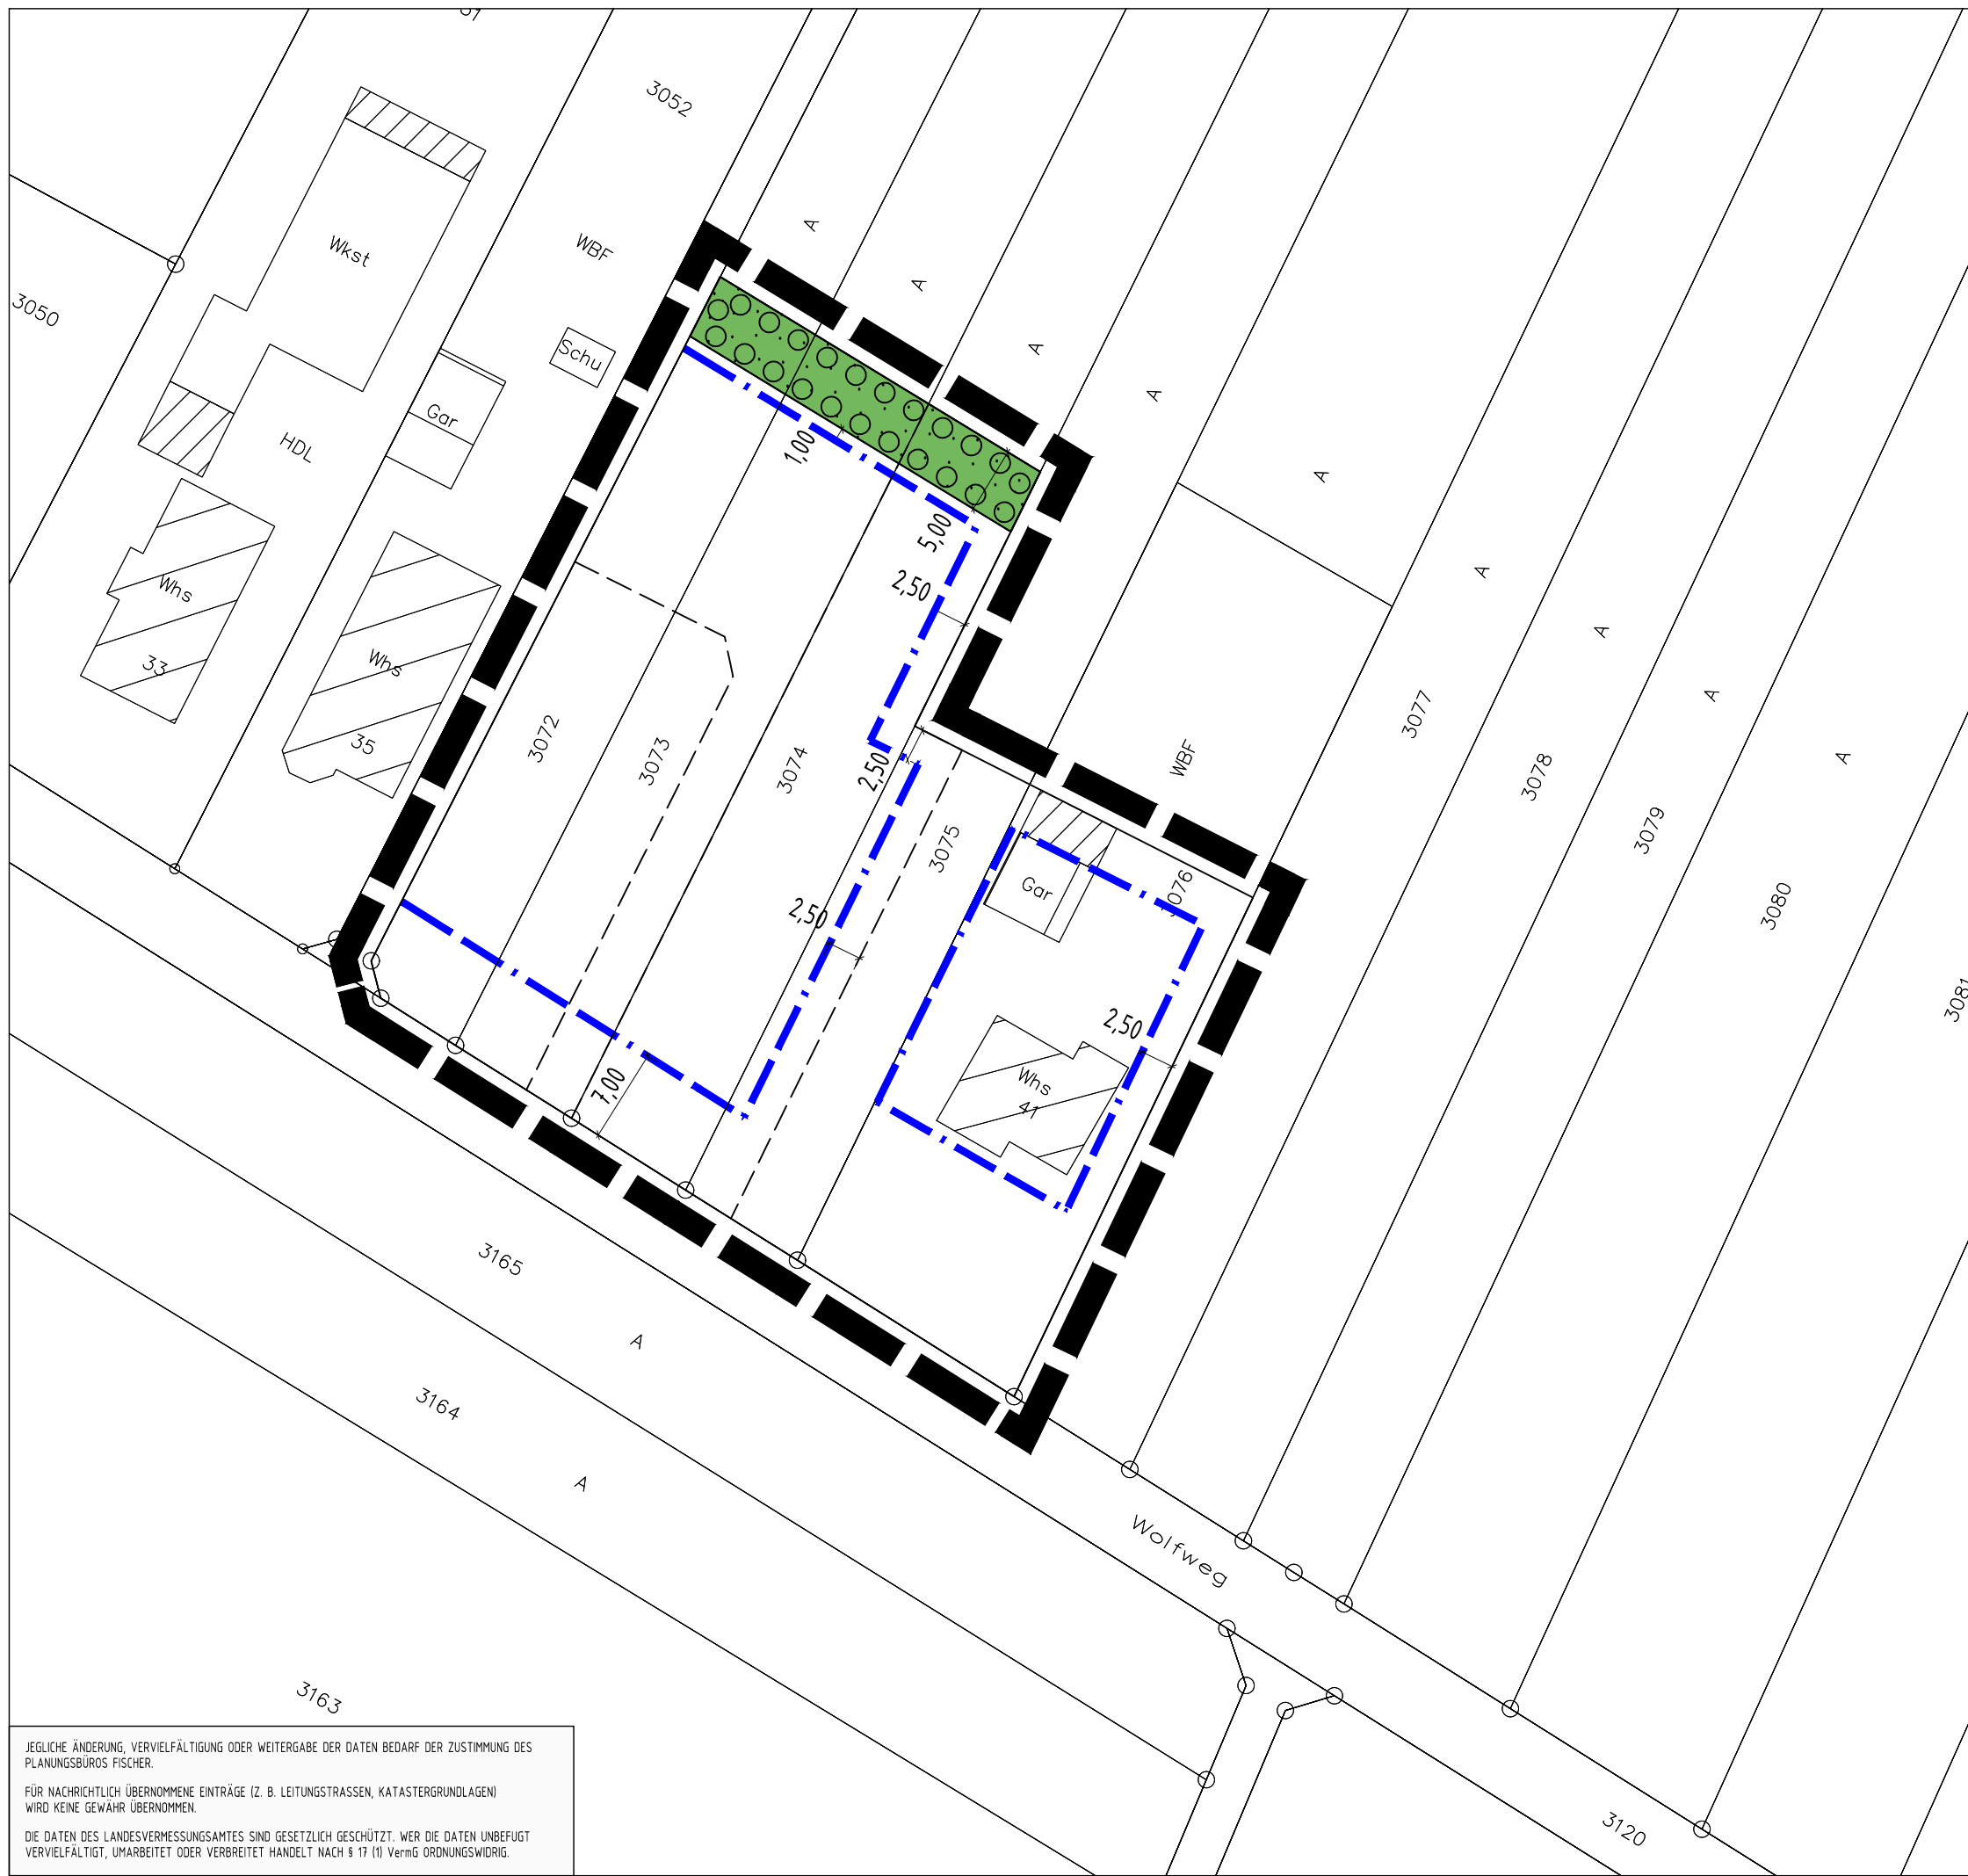 3052
WBF
Wkst
3050
Schu
Gar
HDL
Whs
33
Whs
35
A
A
A
A
A
A
A
A
A
1,00
5,00
2,50
2,50
2,50
2,50
7,00
3072
3073
3074
3075
3076
WBF
3077
3078
3079
3080
3081
Gar
Whs
41
3165
A
3164
A
3163
Wolfweg
3120
JEGLICHE ÄNDERUNG, VERVIELFÄLTIGUNG ODER WEITERGABE DER DATEN BEDARF DER ZUSTIMMUNG DES
PLANUNGSBÜROS FISCHER.
FÜR NACHRICHTLICH ÜBERNOMMENE EINTRÄGE (Z. B. LEITUNGSTRASSEN, KATASTERGRUNDLAGEN)
WIRD KEINE GEWÄHR ÜBERNOMMEN.
DIE DATEN DES LANDESVERMESSUNGSAMTES SIND GESETZLICH GESCHÜTZT. WER DIE DATEN UNBEFUGT
VERVIELFÄLTIGT, UMARBEITET ODER VERBREITET HANDELT NACH § 17 (1) VermG ORDNUNGSWIDRIG.